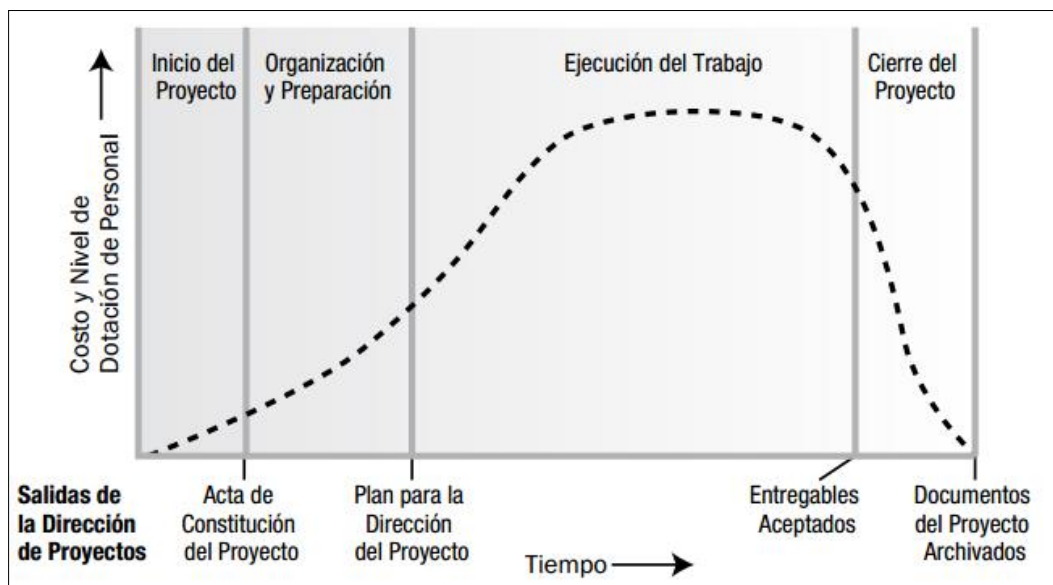 Costo y Nivel de
Dotación de Personal
Inicio del
Proyecto
Organización
y Preparación
Ejecución del Trabajo
Cierre del
Proyecto
Salidas de
la Dirección
de Proyectos
Acta de
Constitución
del Proyecto
Plan para la
Dirección
del Proyecto
Entregables
Aceptados
Documentos
del Proyecto
Archivados
Tiempo